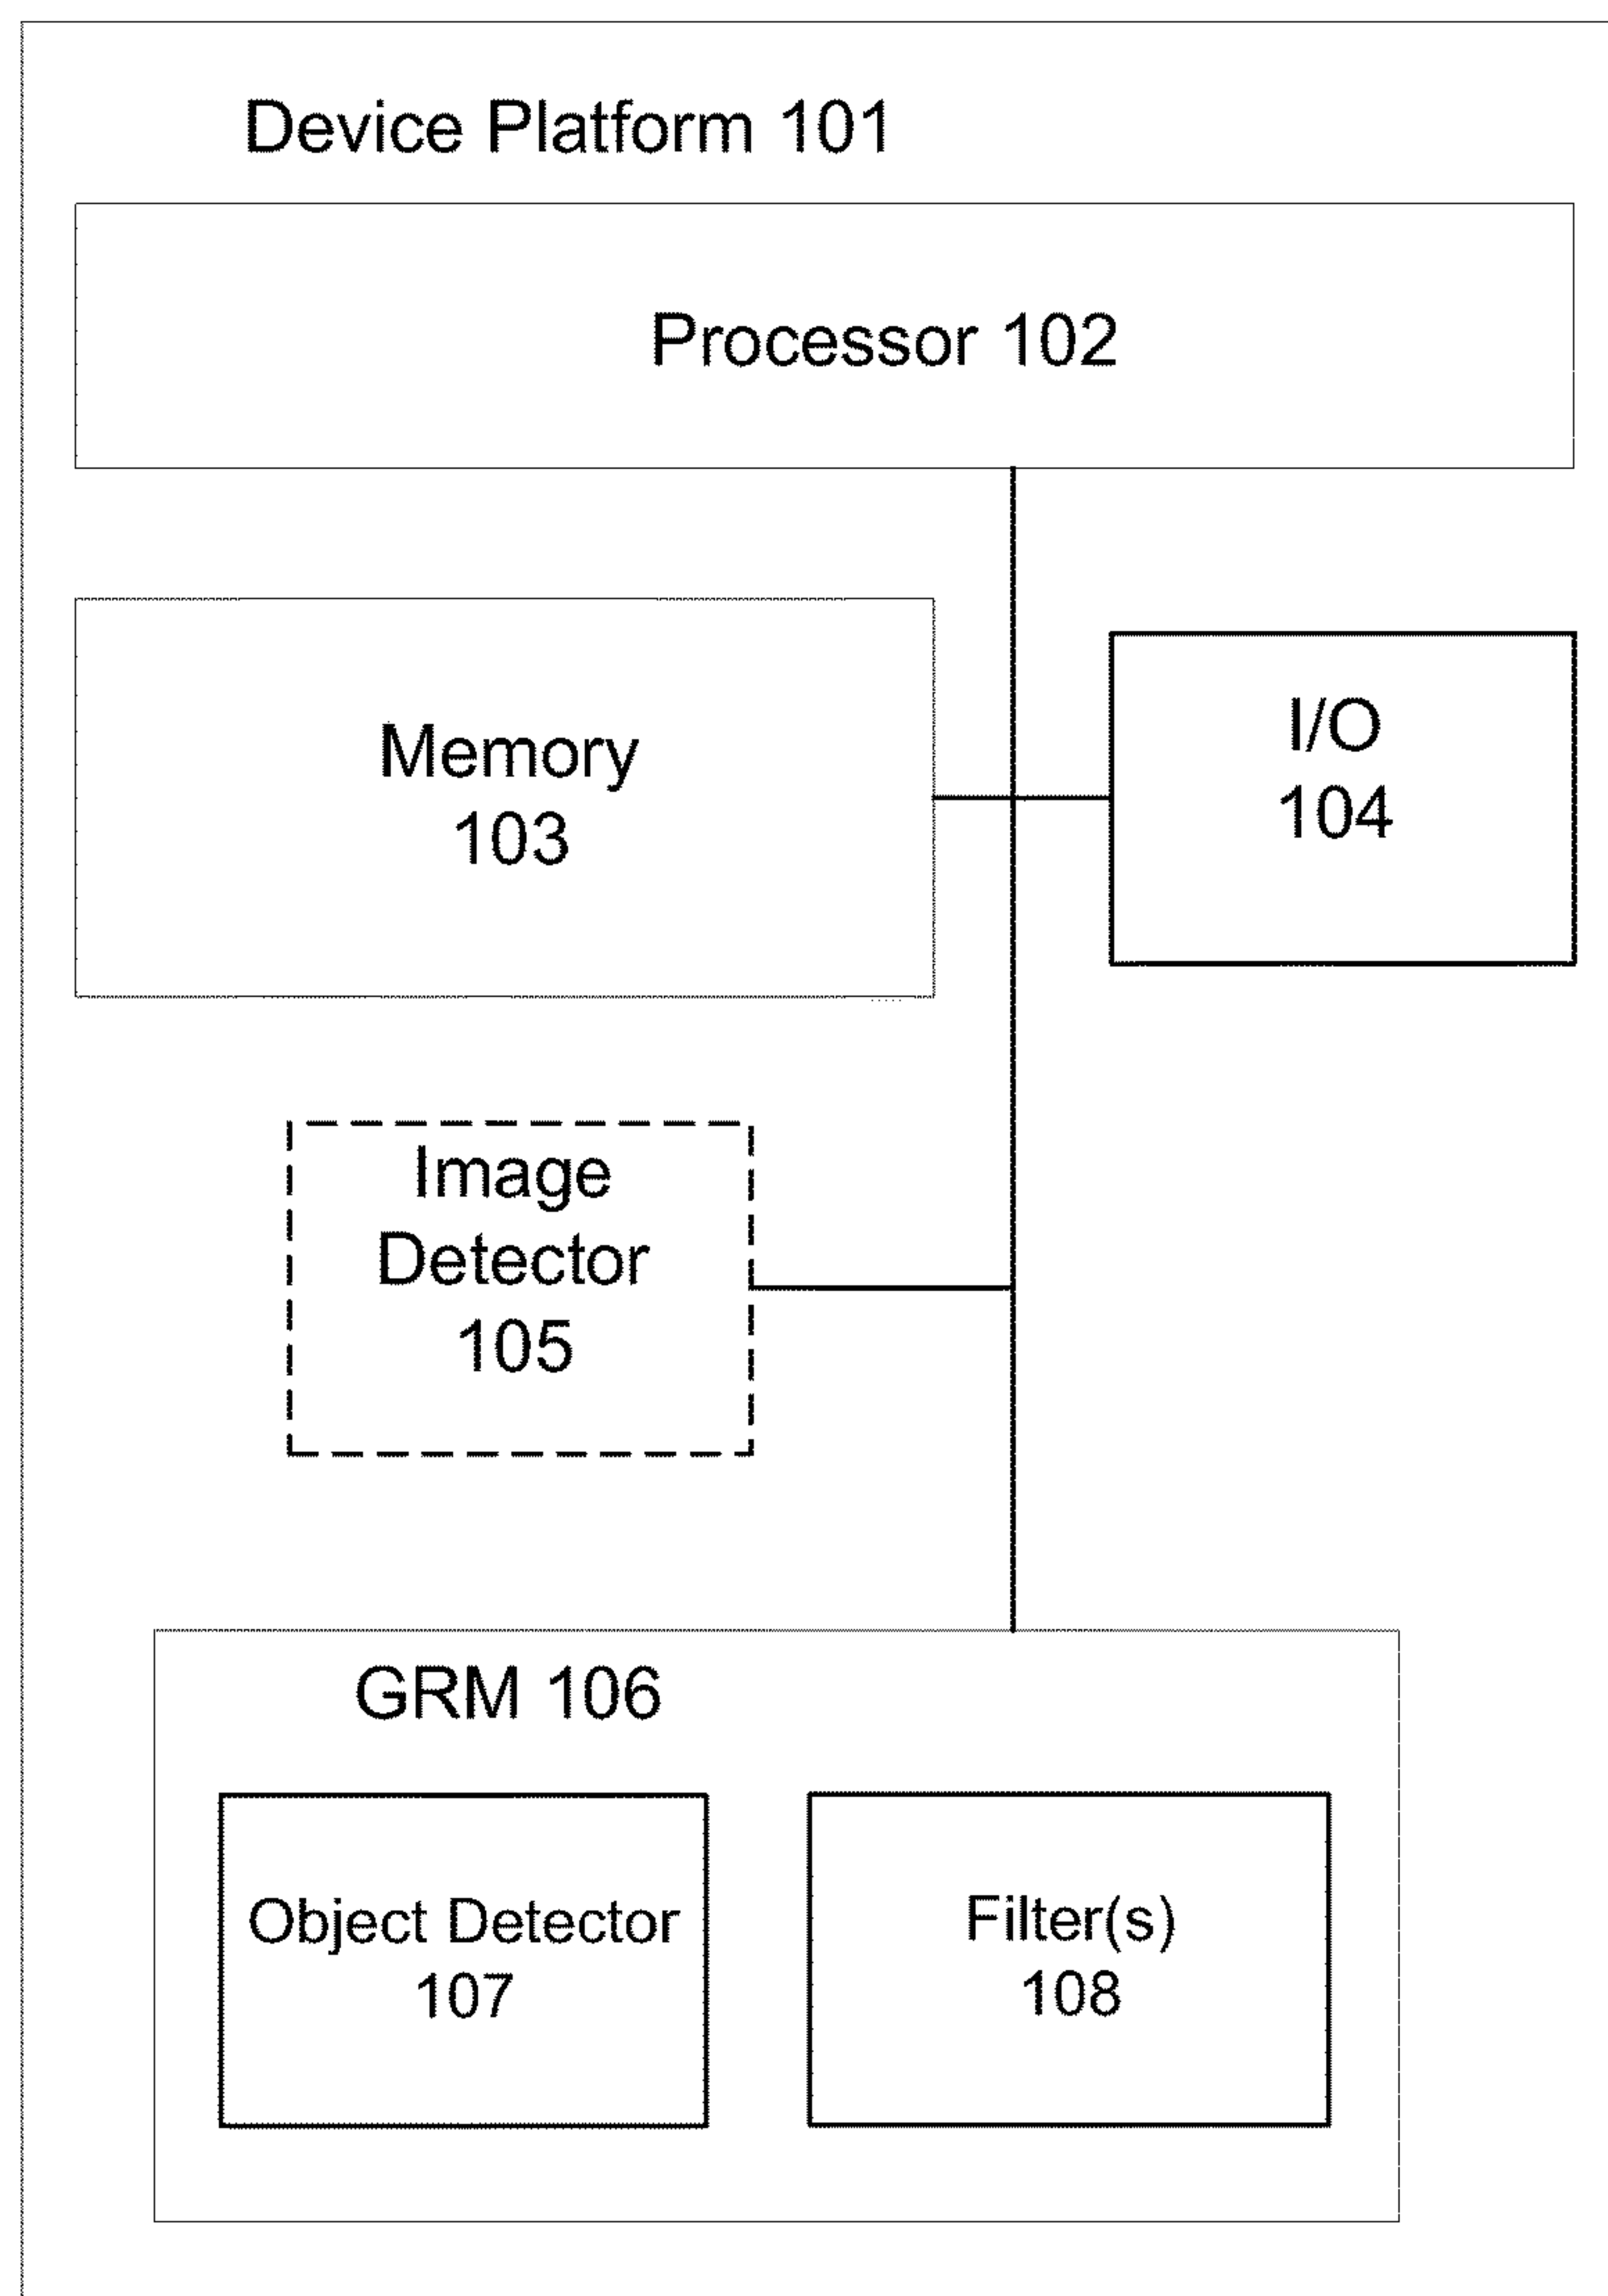 Device Platform 101
Processor 102
Memory
103
I/O
104
Image
Detector
105
GRM 106
Object Detector
107
Filter(s)
108